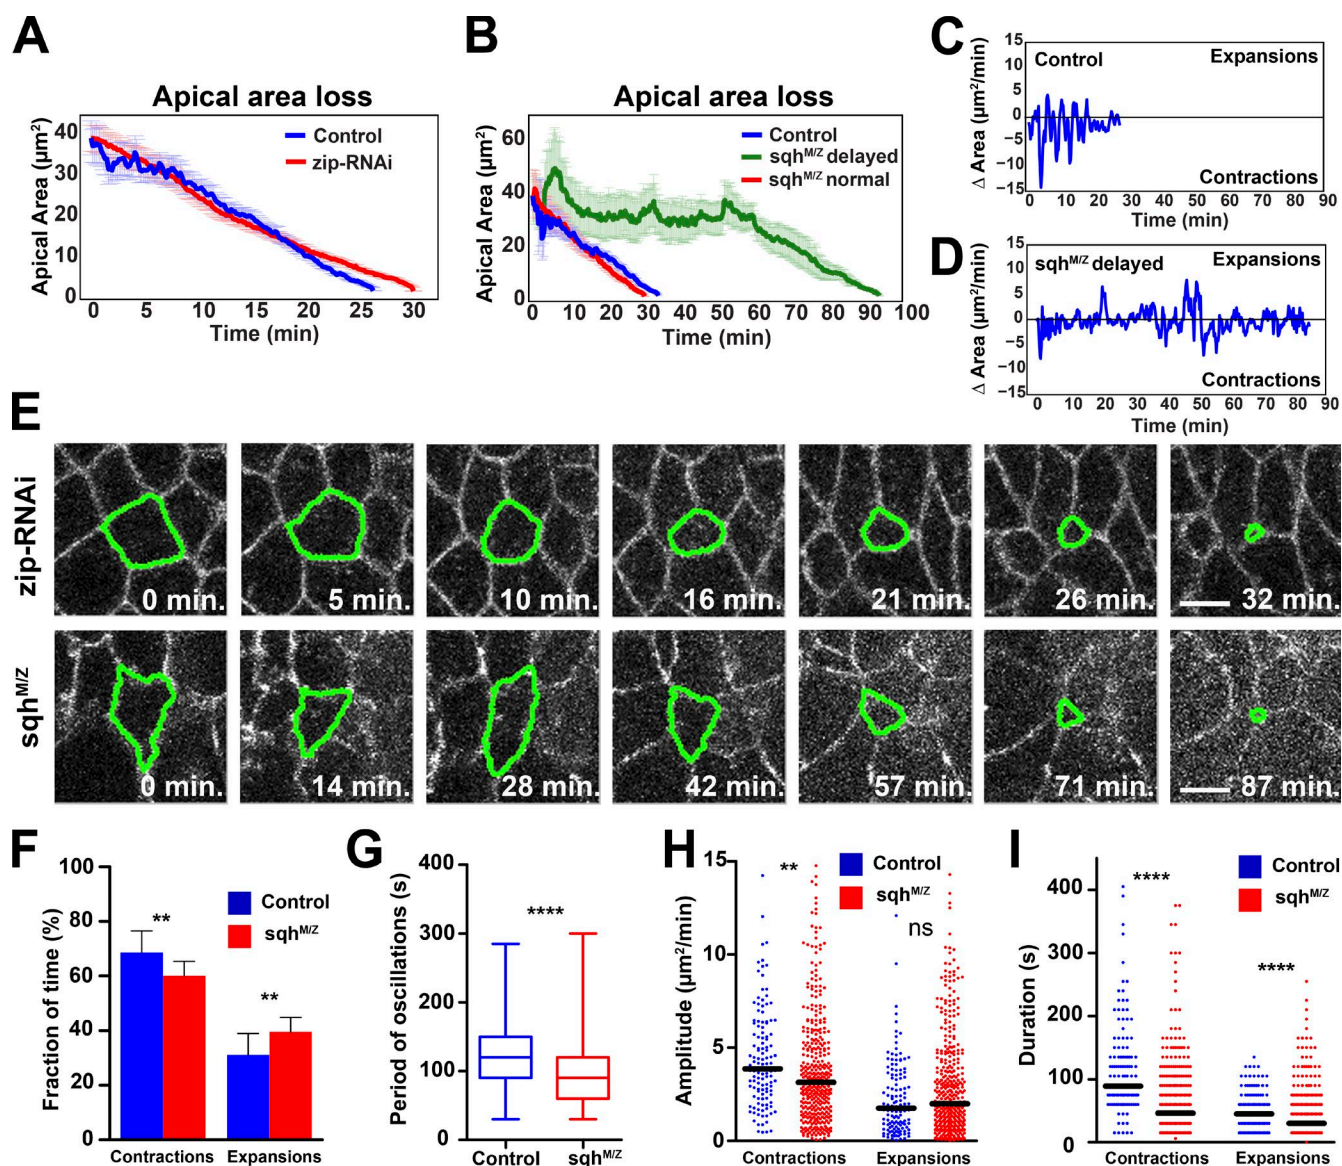 A
Apical area loss
Apical Area (µm²)
40
30
20
10
0
Control
zip-RNAi
0 5 10 15 20 25 30
Time (min)
B
Apical area loss
Apical Area (µm²)
60
40
20
0
Control
sqhM/Z delayed
sqhM/Z normal
0 10 20 30 40 50 60 70 80 90 100
Time (min)
C
Δ Area (µm²/min)
15
10
5
0
−5
−10
−15
Control
Expansions
Contractions
0 10 20 30 40 50 60 70 80 90
Time (min)
D
Δ Area (µm²/min)
15
10
5
0
−5
−10
−15
sqhM/Z delayed
Expansions
Contractions
0 10 20 30 40 50 60 70 80 90
Time (min)
E
zip-RNAi
0 min. 5 min. 10 min. 16 min. 21 min. 26 min. 32 min.
sqhM/Z
0 min. 14 min. 28 min. 42 min. 57 min. 71 min. 87 min.
F
Fraction of time (%)
100
80
60
40
20
0
Control
sqhM/Z
**
**
Contractions Expansions
G
Period of oscillations (s)
400
300
200
100
0
****
Control sqhM/Z
H
Amplitude (µm²/min)
15
10
5
0
Control
sqhM/Z
**
ns
Contractions Expansions
I
Duration (s)
400
300
200
100
0
Control
sqhM/Z
****
****
Contractions Expansions